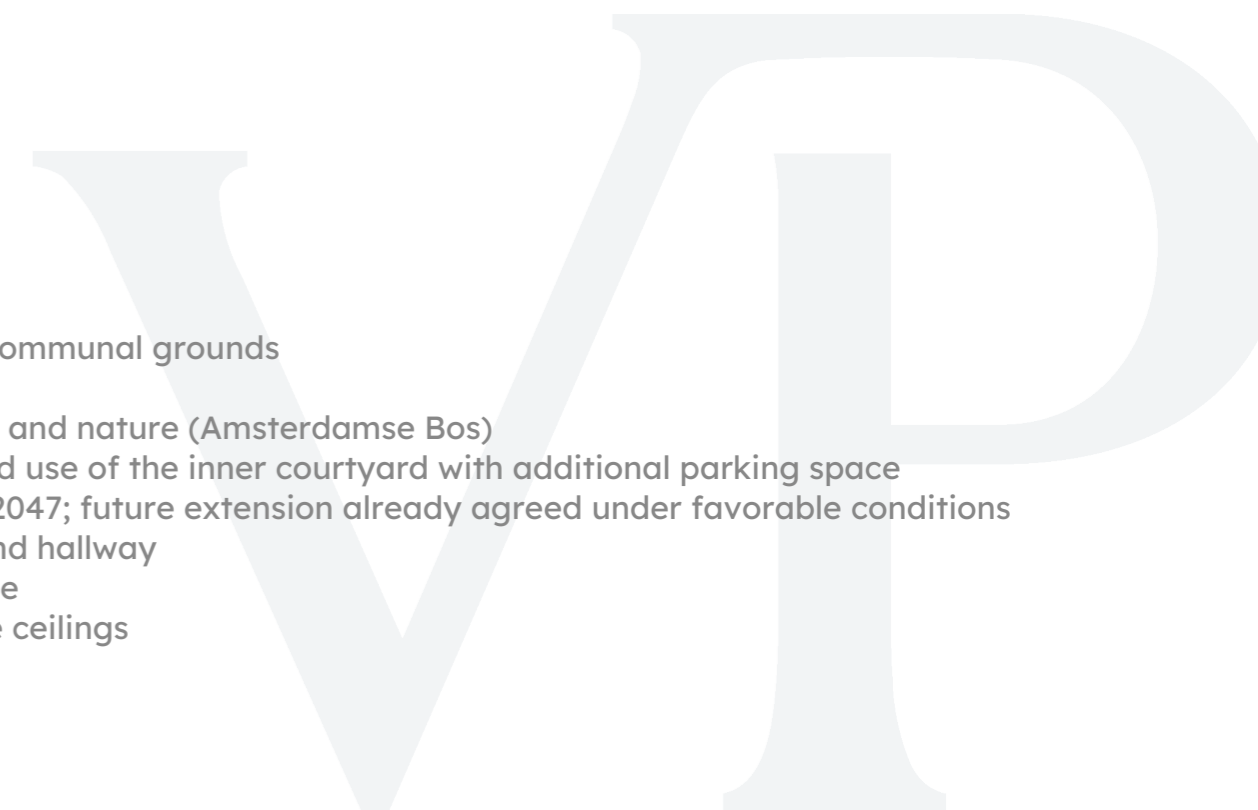 VP
ommunal grounds
and nature (Amsterdamse Bos)
d use of the inner courtyard with additional parking space
2047; future extension already agreed under favorable conditions
nd hallway
e
e ceilings